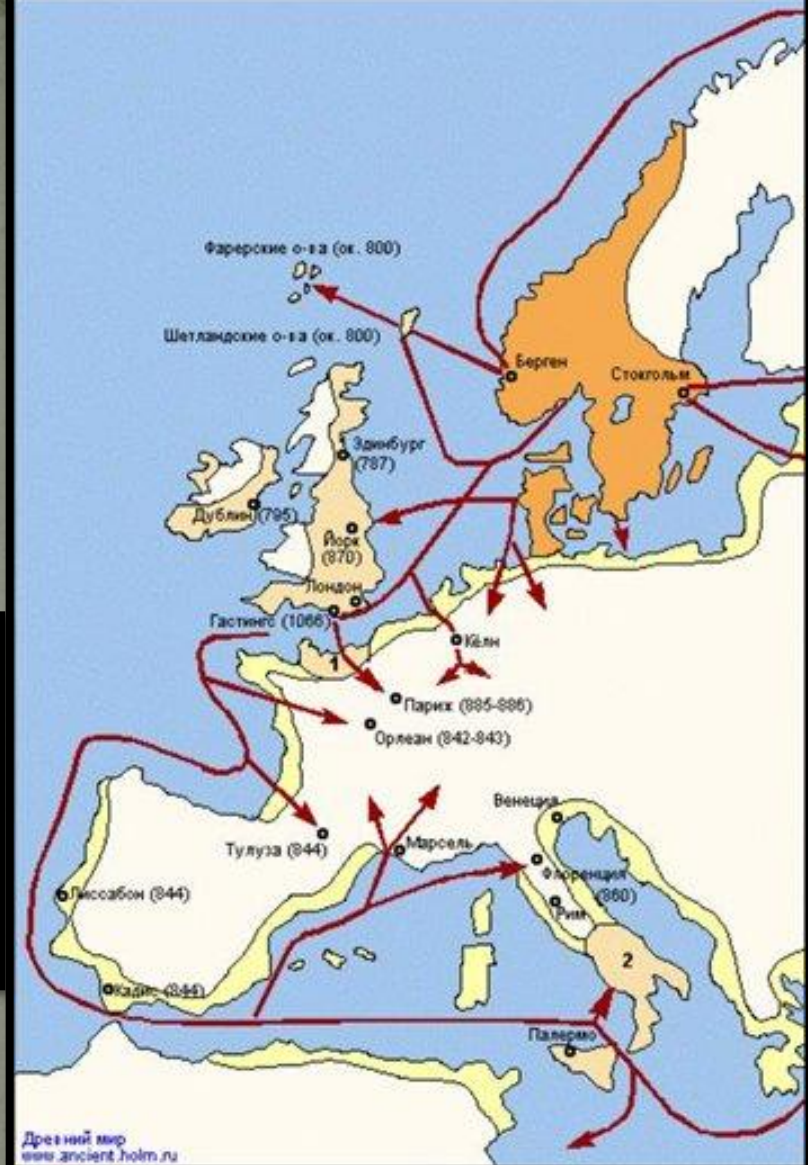 Фарерские о-ва (ок. 800)
Шетландские о-ва (ок. 800)
Берген
Стокгольм
Эдинбург
(787)
Дублин (795)
Йорк
(870)
Лондон
Гастингс (1066)
1
Кёлн
Париж (885-886)
Орлеан (842-843)
Венеция
Тулуза (844)
Марсель
Флоренция
(860)
Лиссабон (844)
Рим
2
Кадис (844)
Палермо
Древний мир
www.ancient.holm.ru